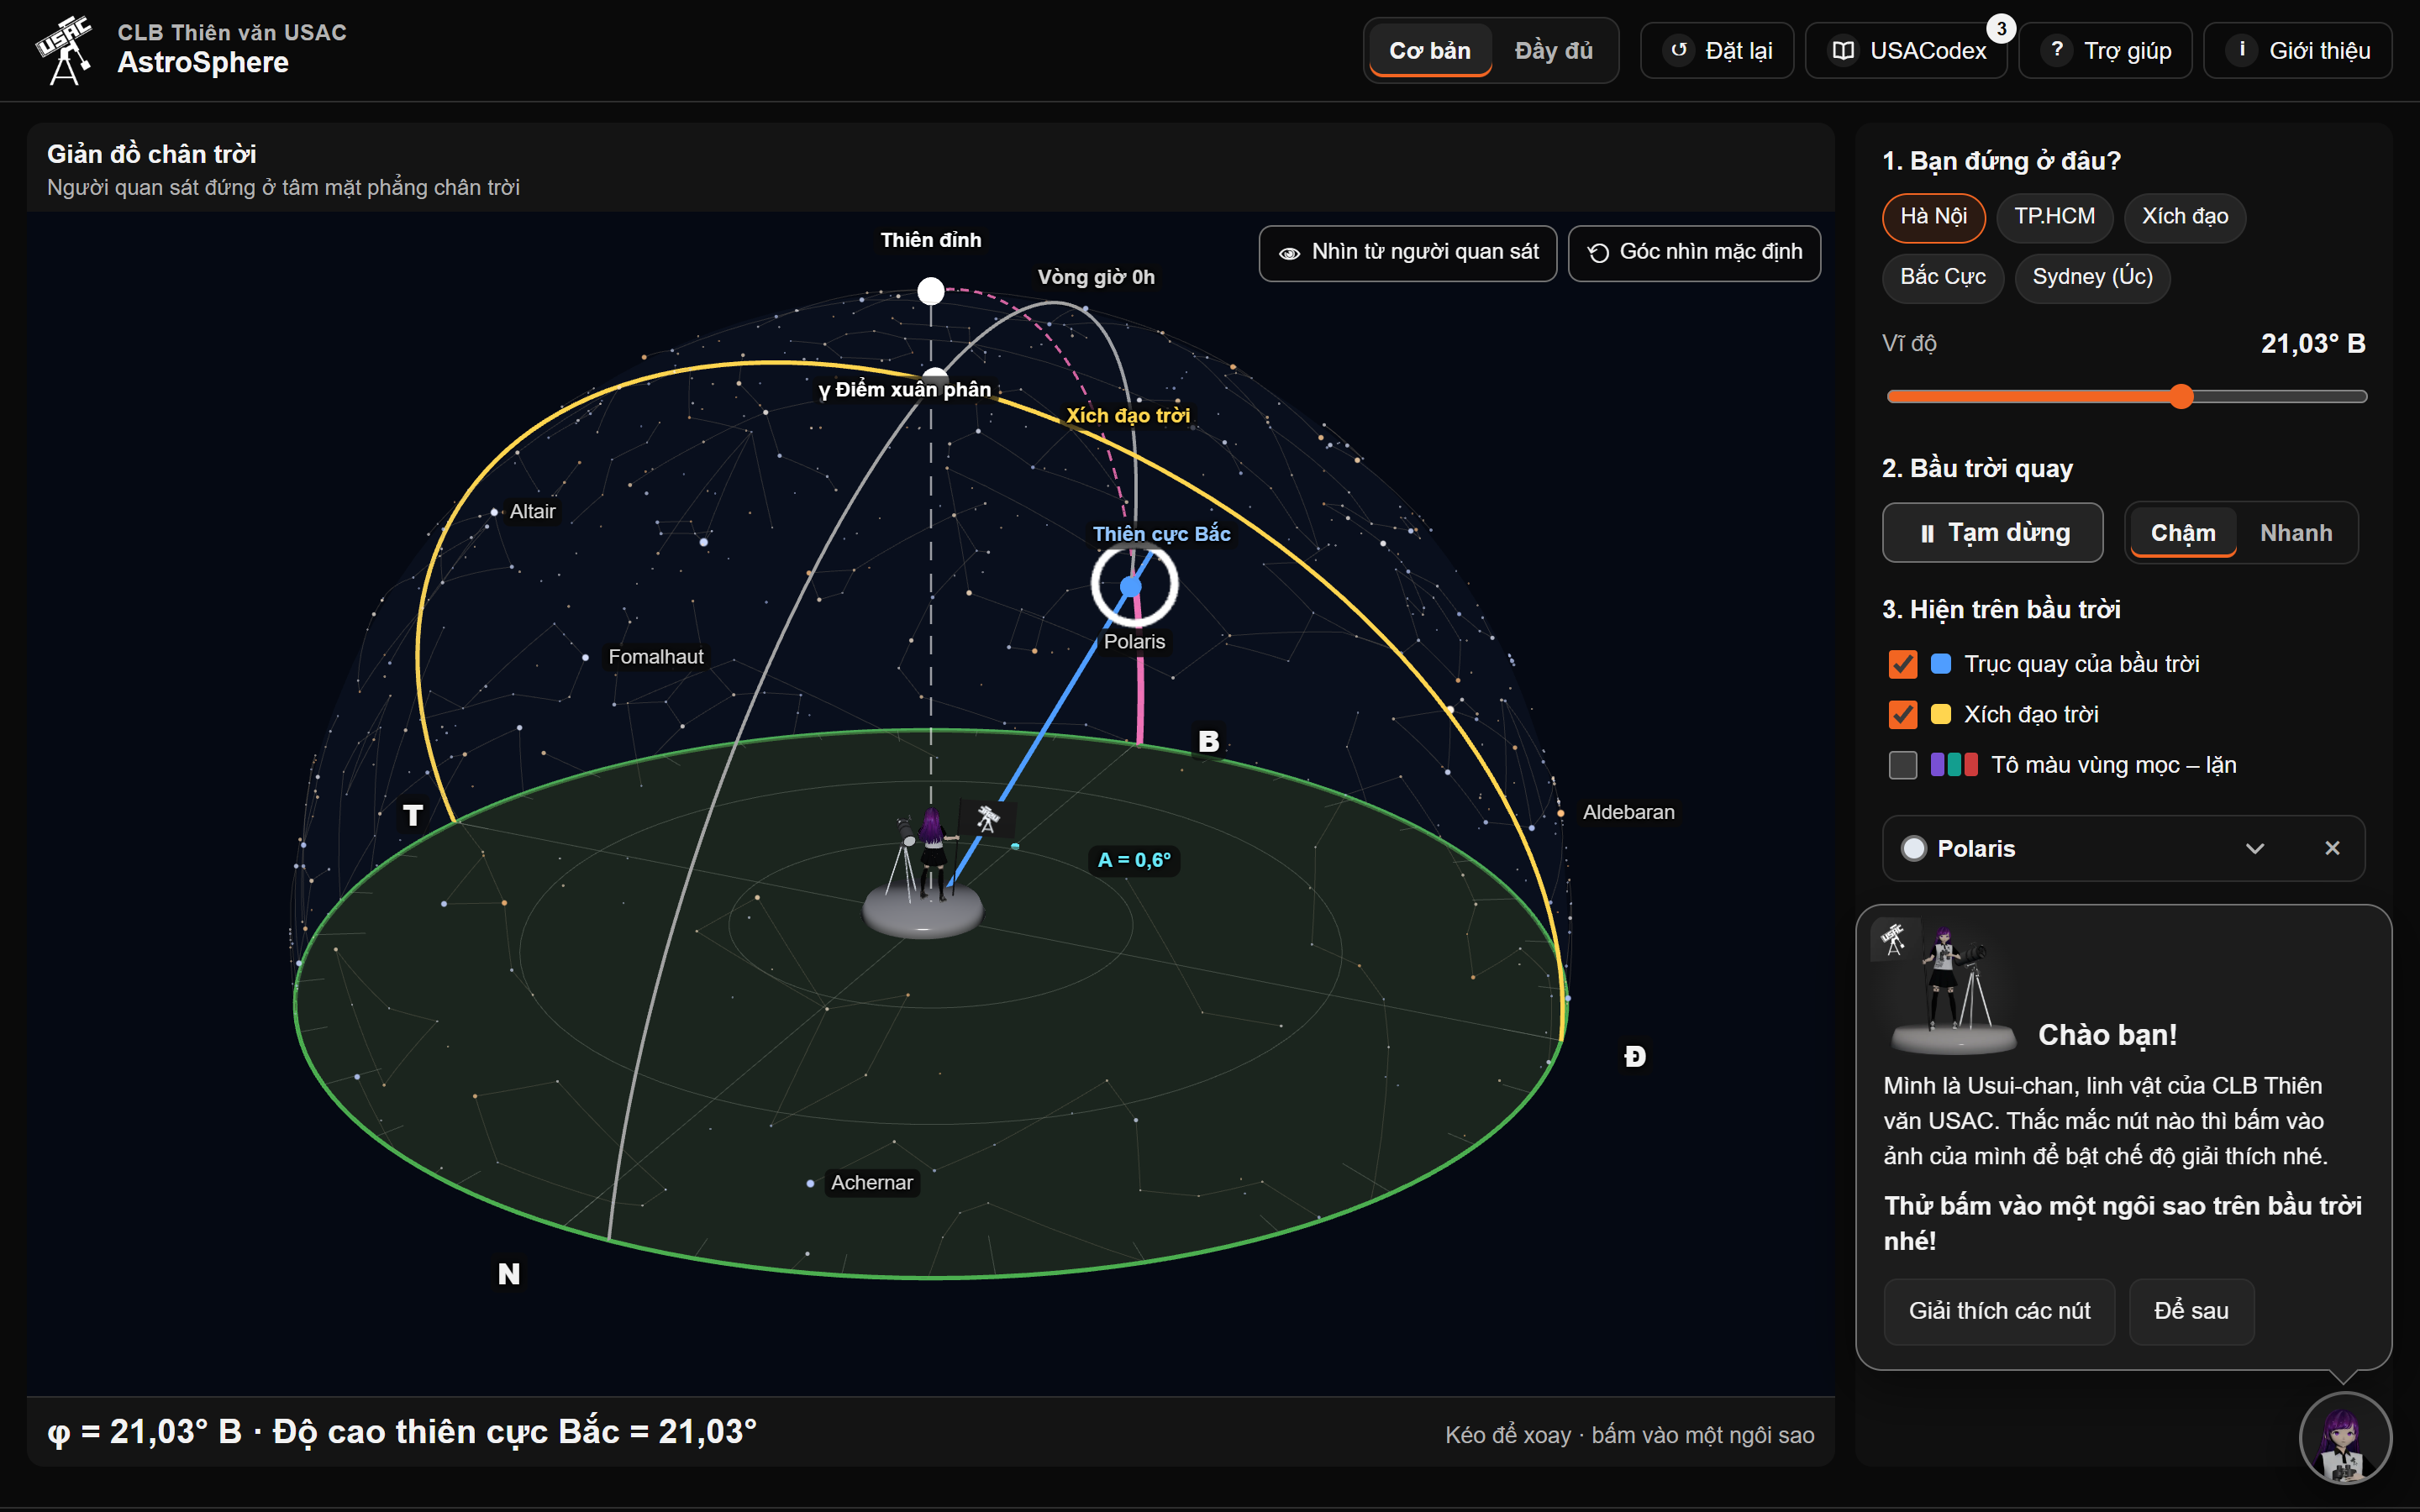 USAC
CLB Thiên văn USAC
AstroSphere
Cơ bản
Đầy đủ
Đặt lại
USACodex
3
? Trợ giúp
i Giới thiệu
Giản đồ chân trời
Người quan sát đứng ở tâm mặt phẳng chân trời
Nhìn từ người quan sát
Góc nhìn mặc định
Thiên đỉnh
Vòng giờ 0h
γ Điểm xuân phân
Xích đạo trời
Altair
Thiên cực Bắc
Polaris
Fomalhaut
B
T
Aldebaran
A = 0,6°
Đ
Achernar
N
φ = 21,03° B · Độ cao thiên cực Bắc = 21,03°
Kéo để xoay · bấm vào một ngôi sao
1. Bạn đứng ở đâu?
Hà Nội
TP.HCM
Xích đạo
Bắc Cực
Sydney (Úc)
Vĩ độ
21,03° B
2. Bầu trời quay
Tạm dừng
Chậm
Nhanh
3. Hiện trên bầu trời
Trục quay của bầu trời
Xích đạo trời
Tô màu vùng mọc – lặn
Polaris
USAC
Chào bạn!
Mình là Usui-chan, linh vật của CLB Thiên
văn USAC. Thắc mắc nút nào thì bấm vào
ảnh của mình để bật chế độ giải thích nhé.
Thử bấm vào một ngôi sao trên bầu trời
nhé!
Giải thích các nút
Để sau